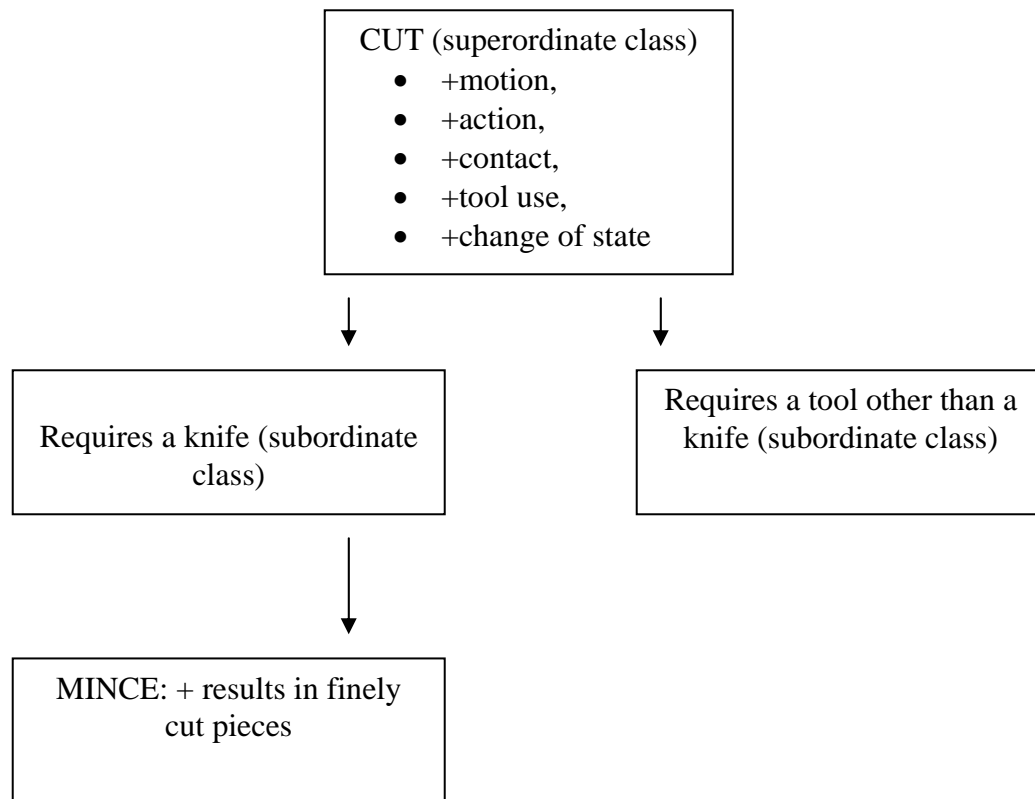 CUT (superordinate class)
• +motion,
• +action,
• +contact,
• +tool use,
• +change of state
Requires a knife (subordinate
class)
Requires a tool other than a
knife (subordinate class)
MINCE: + results in finely
cut pieces